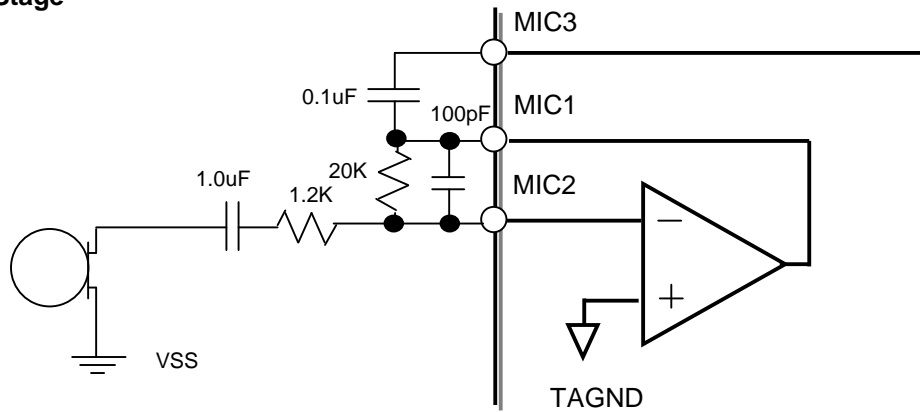 Stage
MIC3
0.1uF
MIC1
100pF
20K
MIC2
1.0uF
1.2K
−
+
VSS
TAGND